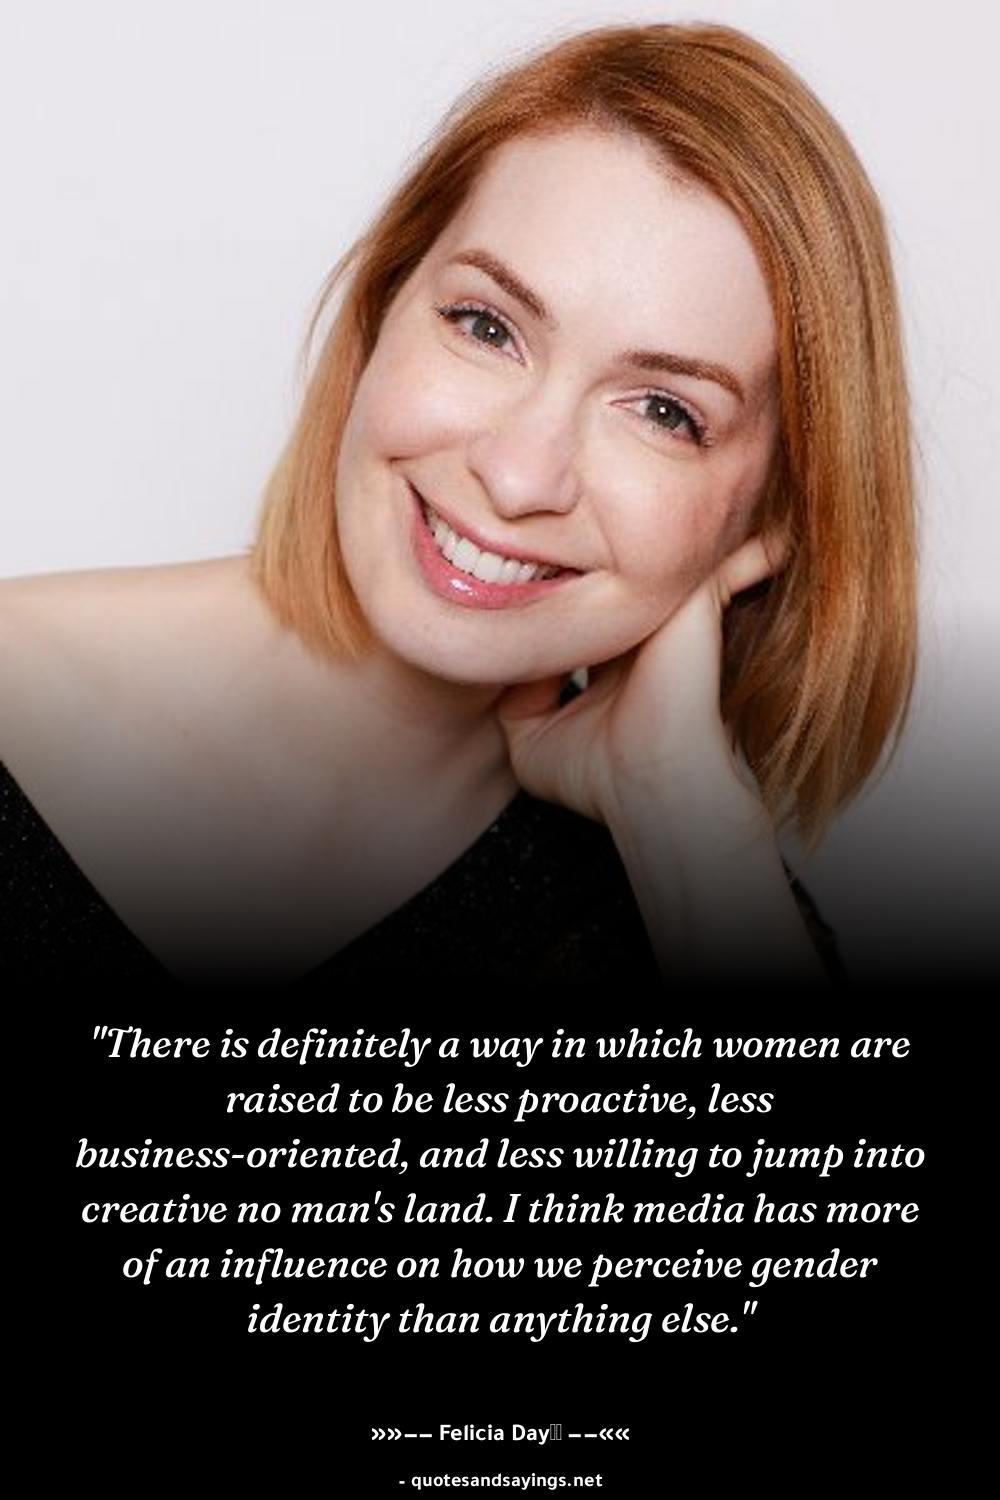 "There is definitely a way in which women are
raised to be less proactive, less
business-oriented, and less willing to jump into
creative no man's land. I think media has more
of an influence on how we perceive gender
identity than anything else."
»»–– Felicia Day ––««
- quotesandsayings.net